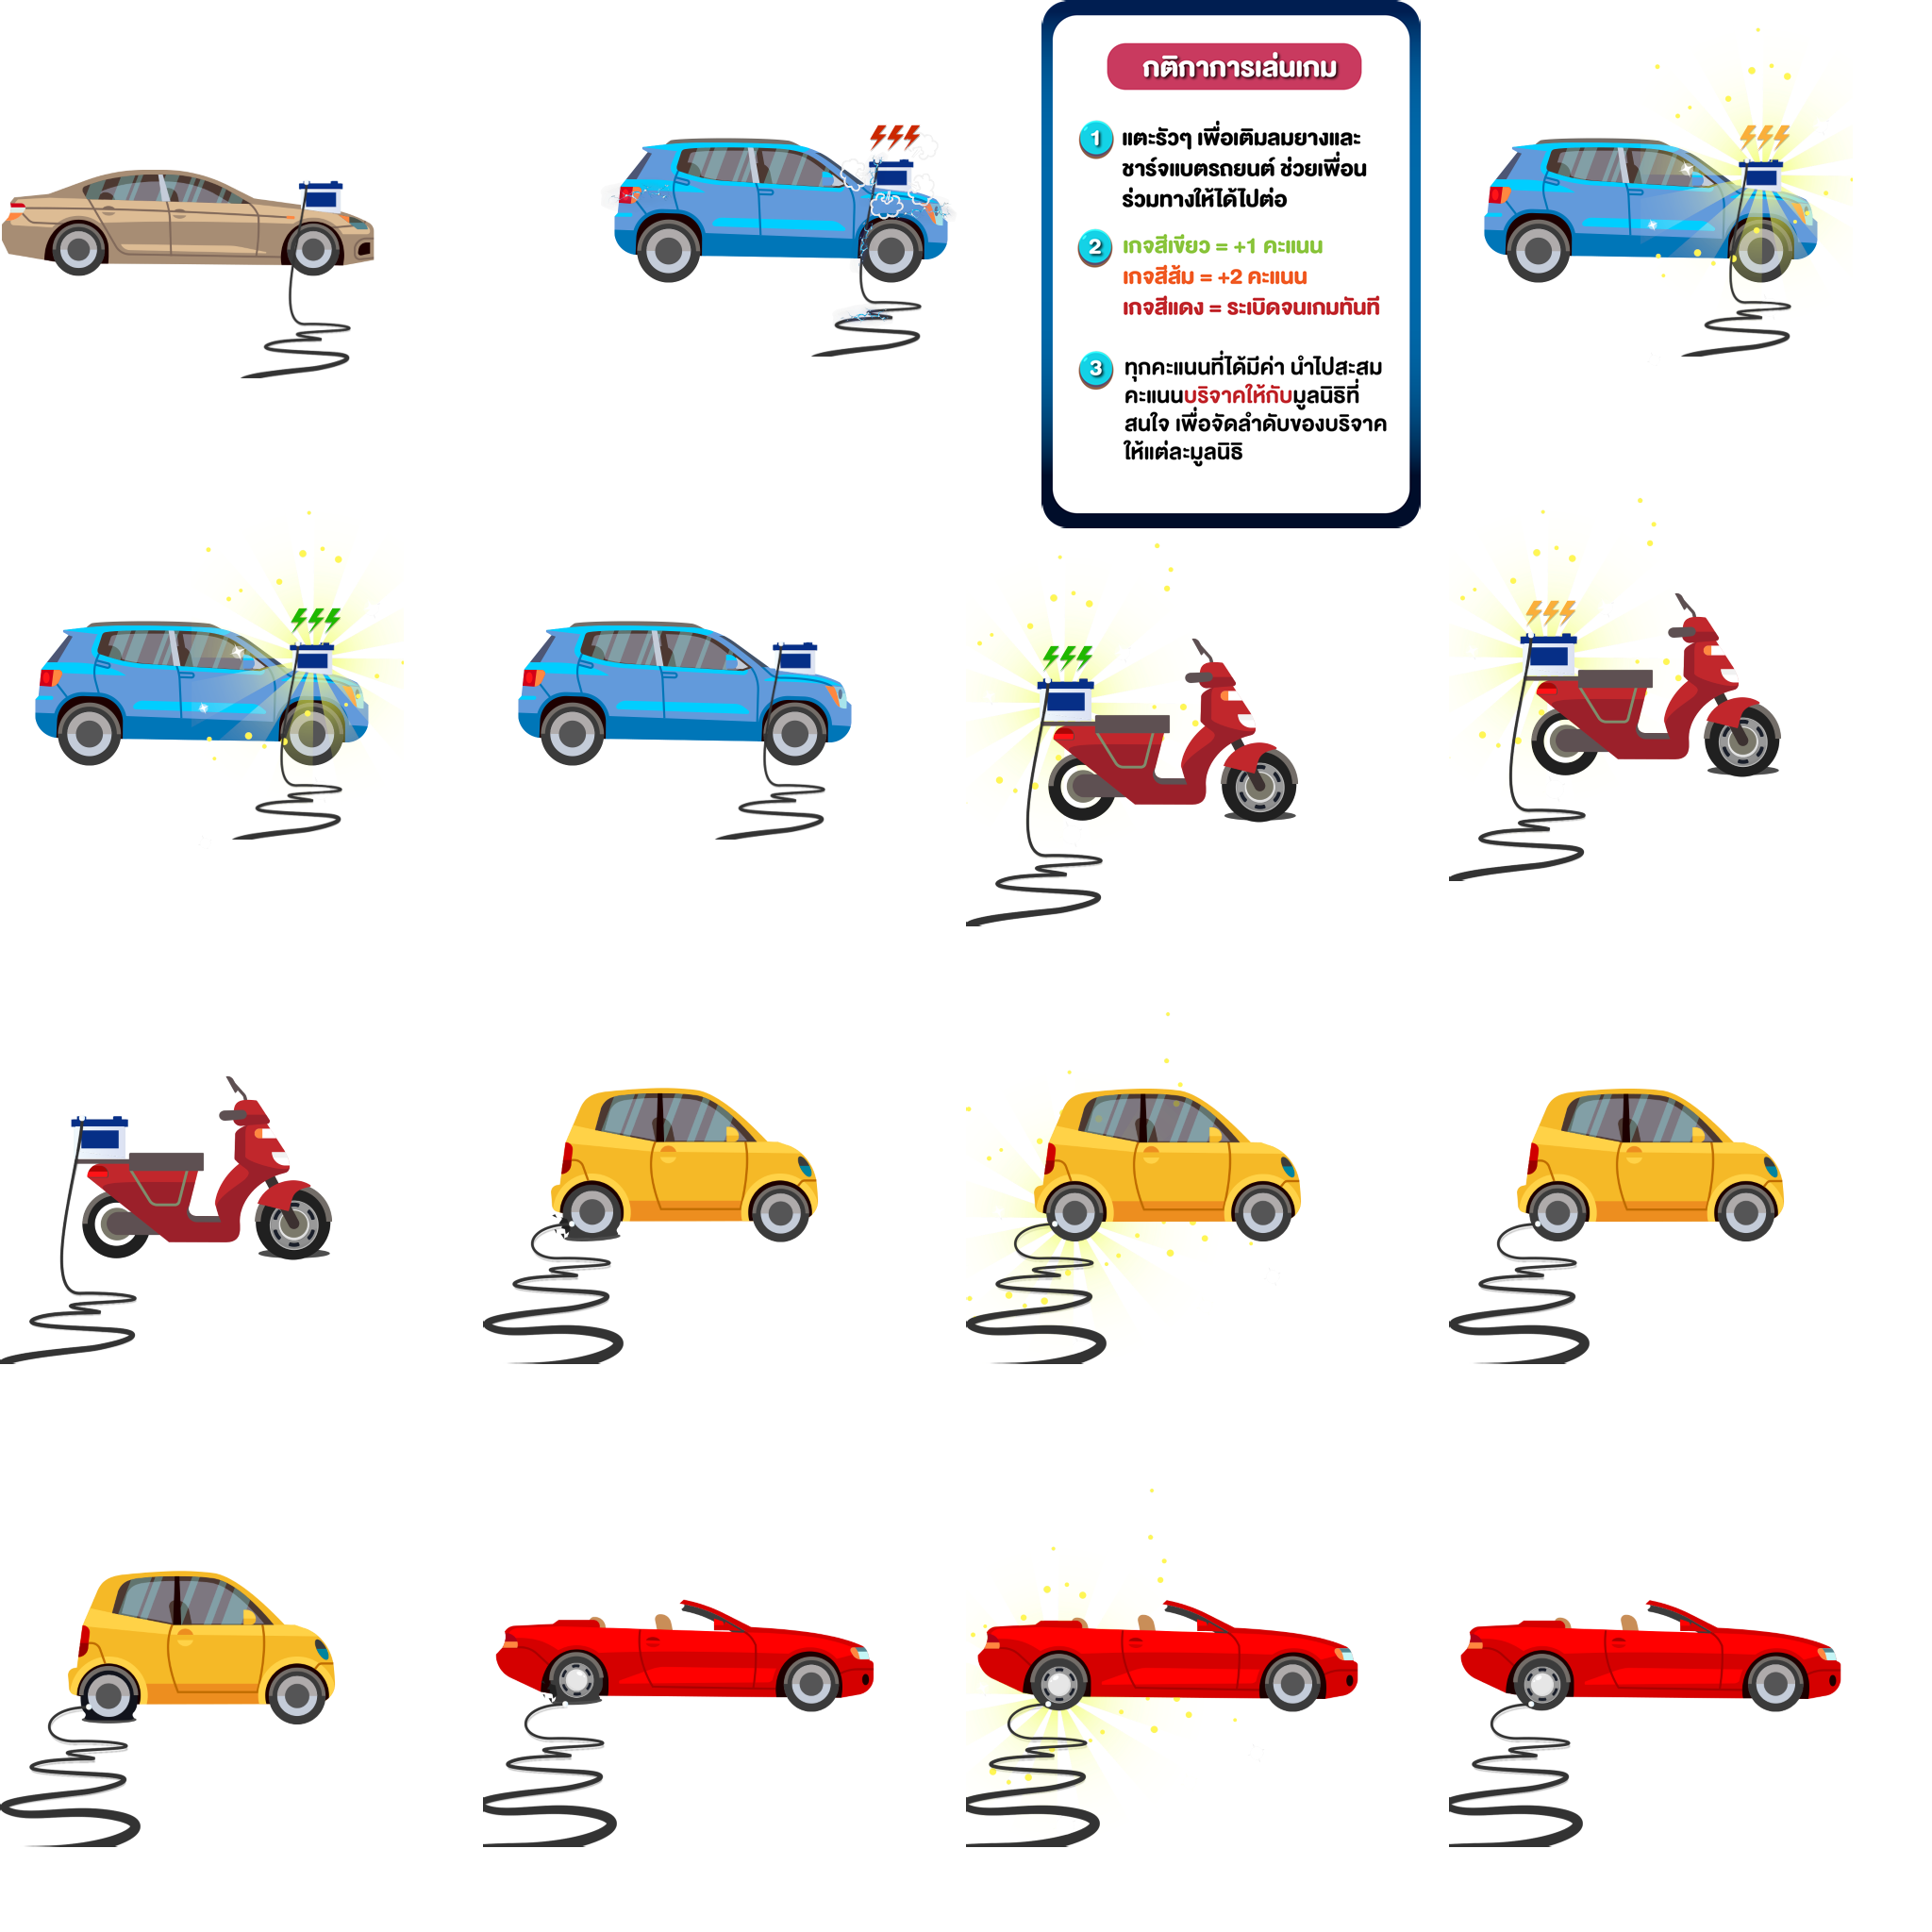 กติกาการเล่นเกม
1 แตะรัวๆ เพื่อเติมลมยางและ
ชาร์จแบตรถยนต์ ช่วยเพื่อน
ร่วมทางให้ได้ไปต่อ
2 เกจสีเขียว = +1 คะแนน
เกจสีส้ม = +2 คะแนน
เกจสีแดง = ระเบิดจนเกมทันที
3 ทุกคะแนนที่ได้มีค่า นำไปสะสม
คะแนนบริจาคให้กับมูลนิธิที่
สนใจ เพื่อจัดลำดับของบริจาค
ให้แต่ละมูลนิธิ